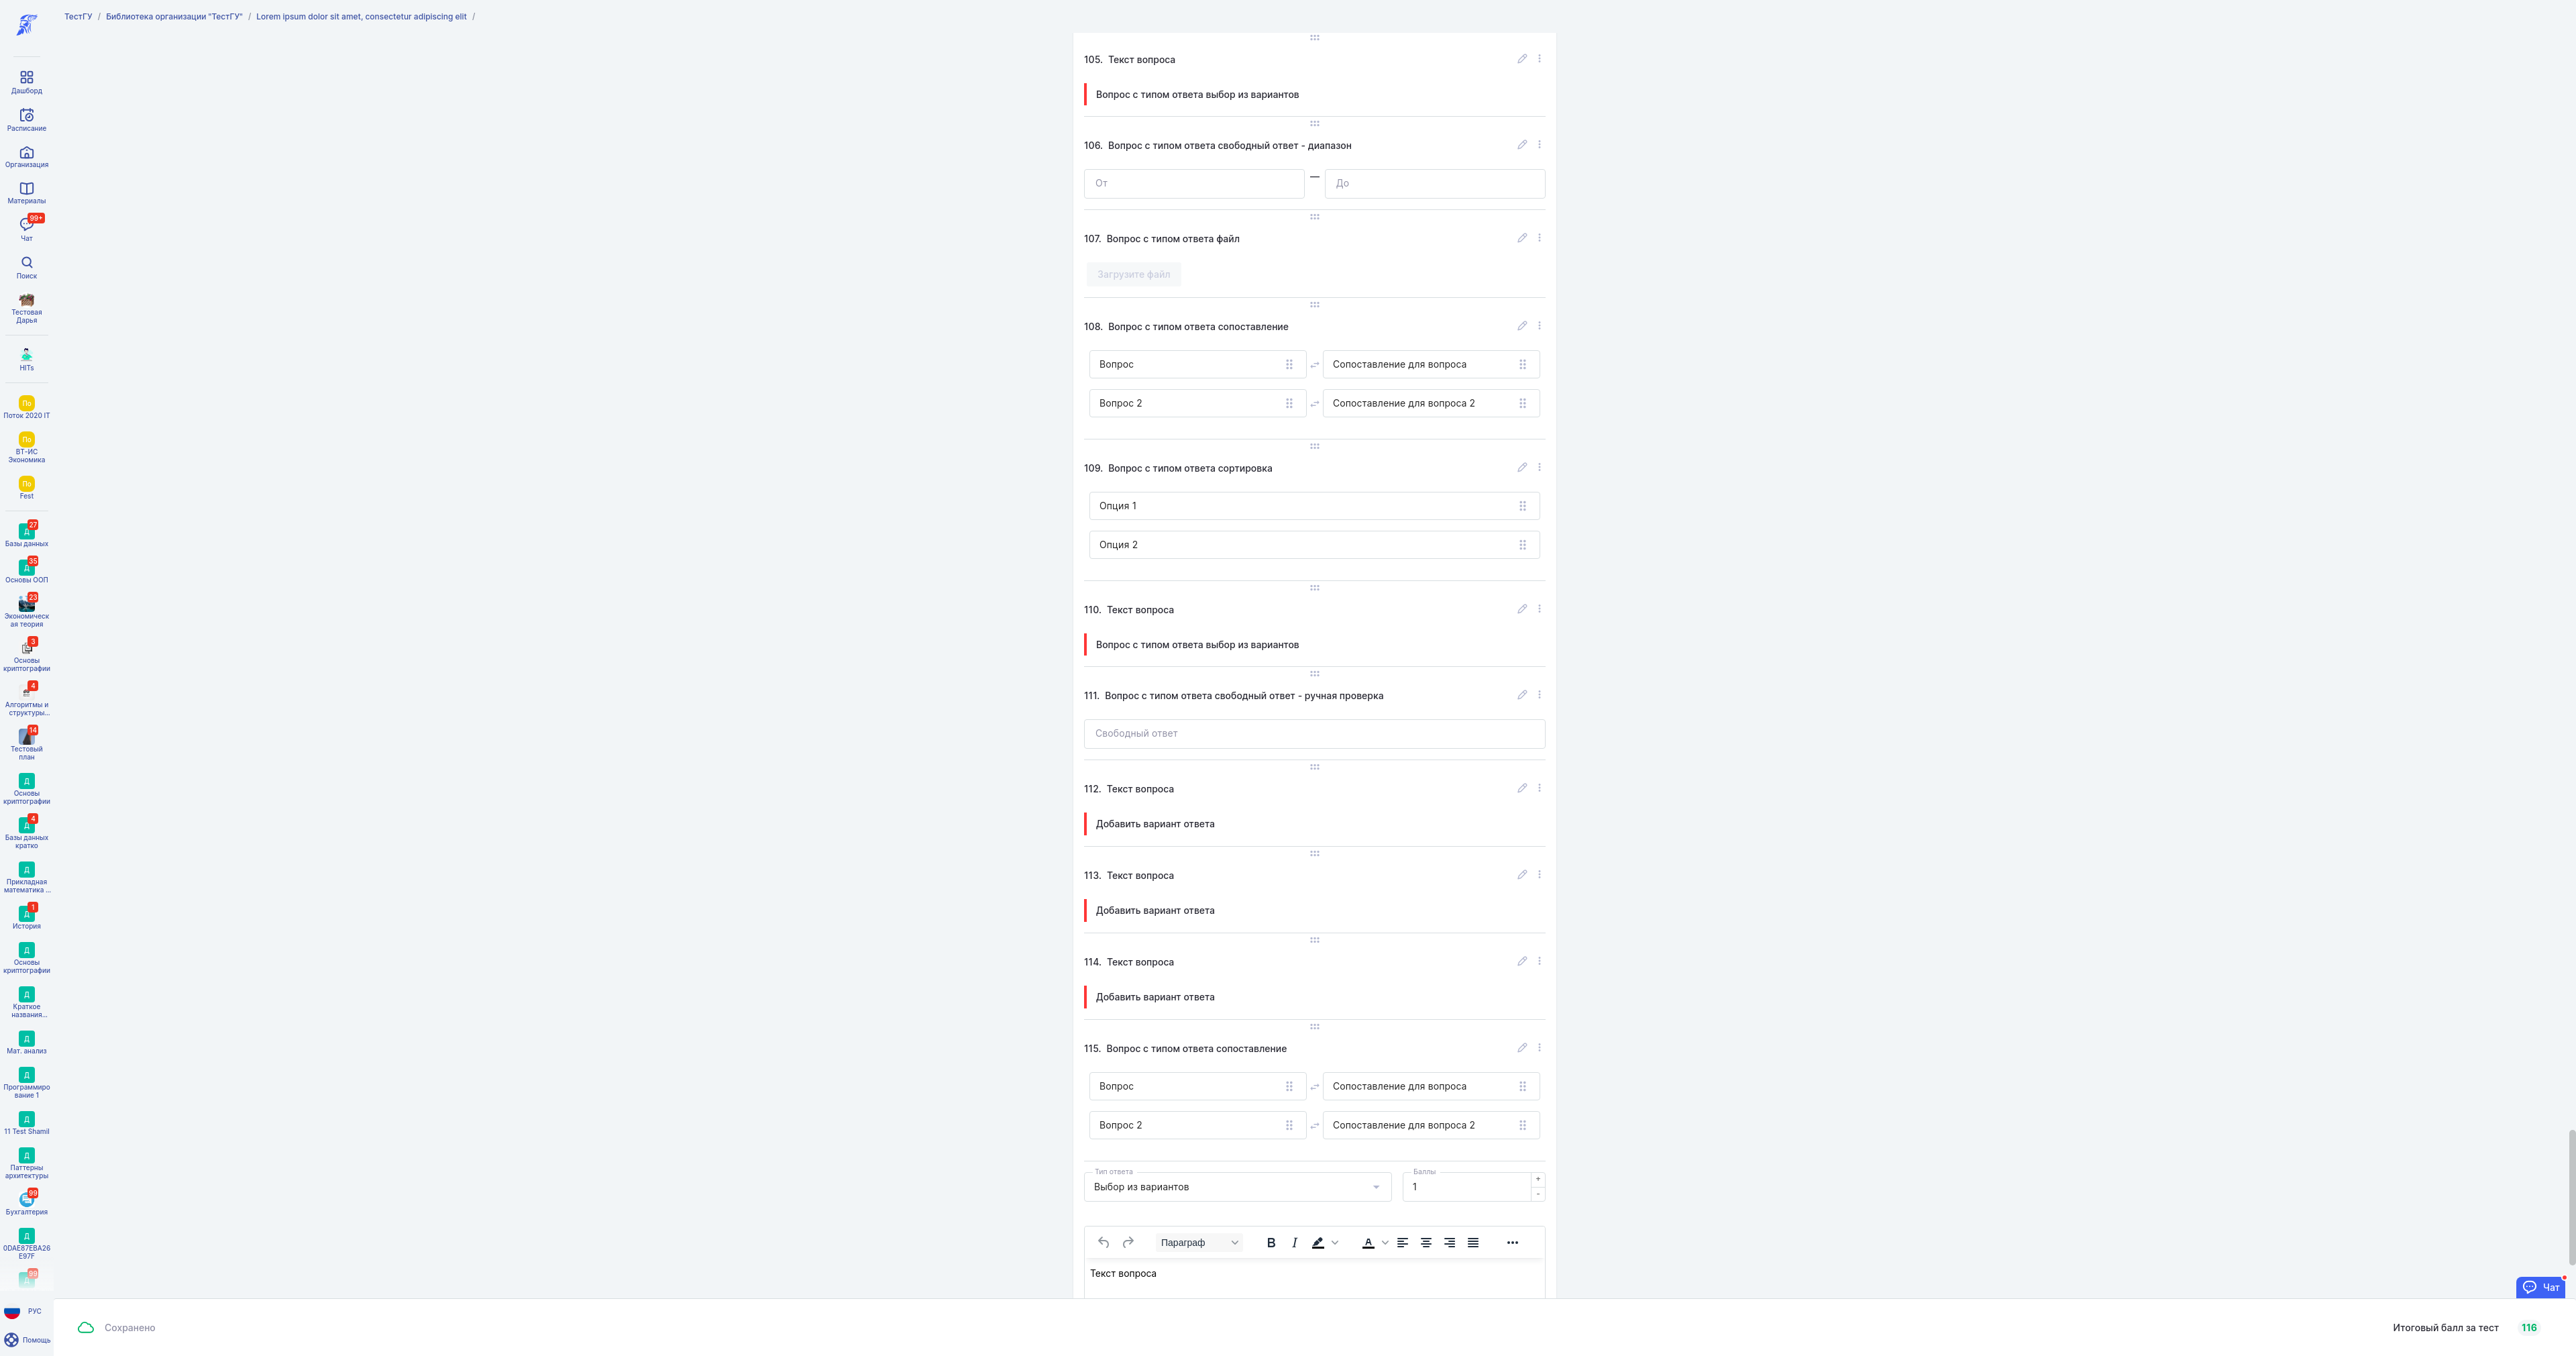 ТестГУ / Библиотека организации "ТестГУ" / Lorem ipsum dolor sit amet, consectetur adipiscing elit /
Дашборд
Расписание
Организация
Материалы
99+
Чат
Поиск
Тестовая
Дарья
HITs
По
Поток 2020 IT
По
ВТ-ИС
Экономика
По
Fest
27
Д
Базы данных
35
Д
Основы ООП
23
Экономическ
ая теория
3
Основы
криптографии
4
Алгоритмы и
структуры...
14
Тестовый
план
Д
Основы
криптографии
4
Д
Базы данных
кратко
Д
Прикладная
математика ...
1
Д
История
Д
Основы
криптографии
Д
Краткое
названия...
Д
Мат. анализ
Д
Программиро
вание 1
Д
11 Test Shamil
Д
Паттерны
архитектуры
99
Бухгалтерия
Д
0DAE87EBA26
E97F
99
Д
РУС
Помощь
105. Текст вопроса
Вопрос с типом ответа выбор из вариантов
106. Вопрос с типом ответа свободный ответ - диапазон
От — До
107. Вопрос с типом ответа файл
Загрузите файл
108. Вопрос с типом ответа сопоставление
Вопрос Сопоставление для вопроса
Вопрос 2 Сопоставление для вопроса 2
109. Вопрос с типом ответа сортировка
Опция 1
Опция 2
110. Текст вопроса
Вопрос с типом ответа выбор из вариантов
111. Вопрос с типом ответа свободный ответ - ручная проверка
Свободный ответ
112. Текст вопроса
Добавить вариант ответа
113. Текст вопроса
Добавить вариант ответа
114. Текст вопроса
Добавить вариант ответа
115. Вопрос с типом ответа сопоставление
Вопрос Сопоставление для вопроса
Вопрос 2 Сопоставление для вопроса 2
Тип ответа Баллы
Выбор из вариантов 1 + -
Параграф B I A
Текст вопроса
Чат
Сохранено Итоговый балл за тест 116